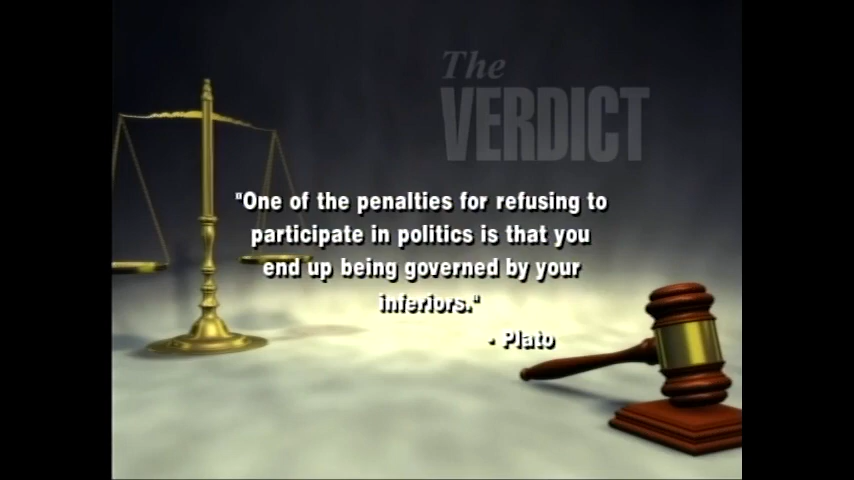 The
VERDICT
"One of the penalties for refusing to
participate in politics is that you
end up being governed by your
inferiors."
- Plato